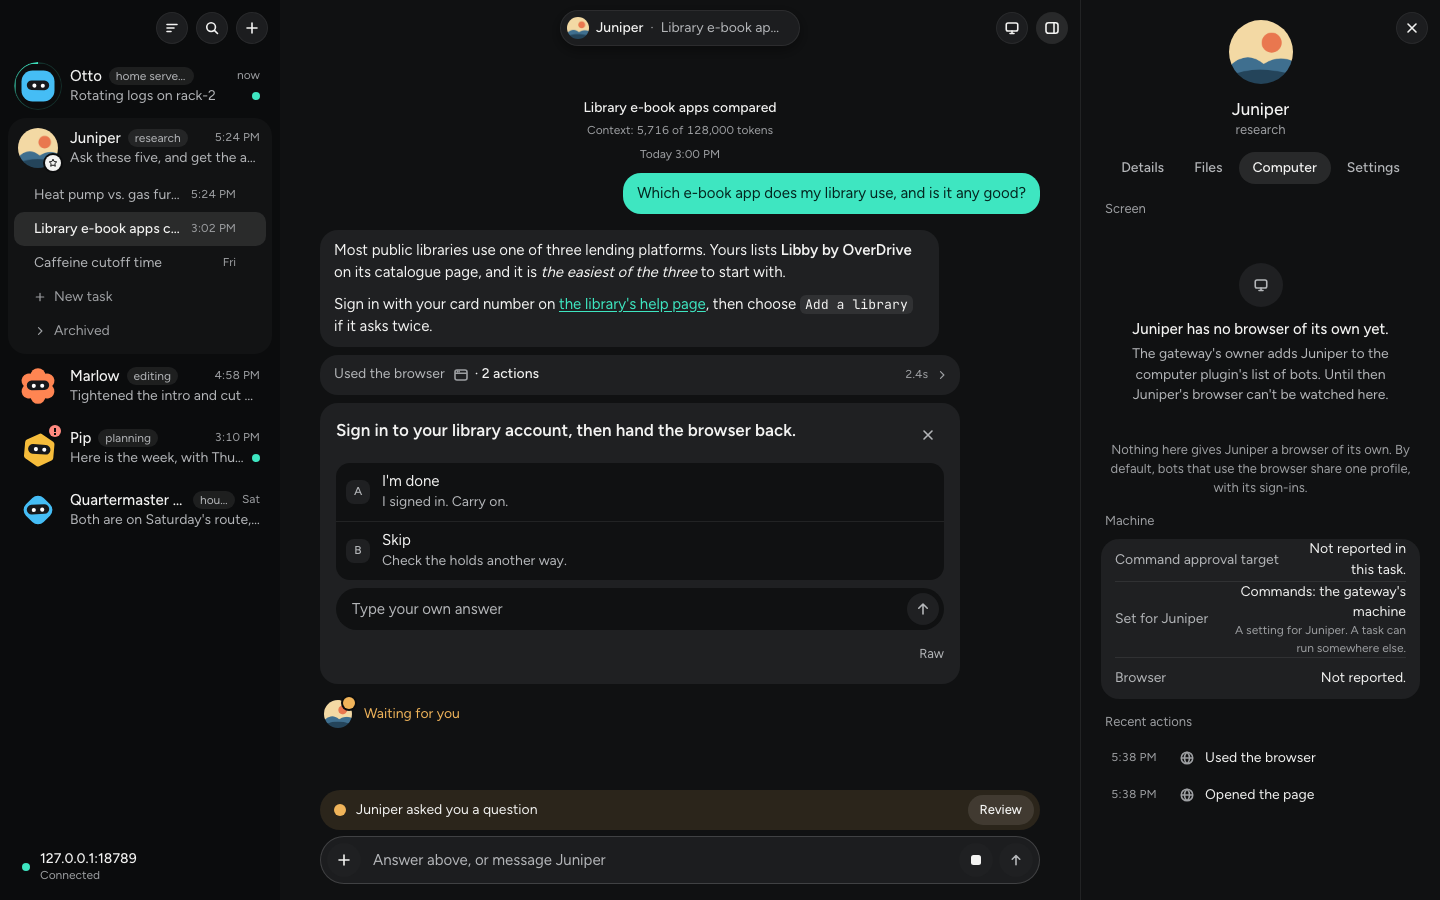 Otto home serve... now
Rotating logs on rack-2
Juniper research 5:24 PM
Ask these five, and get the a...
Heat pump vs. gas fur... 5:24 PM
Library e-book apps c... 3:02 PM
Caffeine cutoff time Fri
New task
Archived
Marlow editing 4:58 PM
Tightened the intro and cut ...
Pip planning 3:10 PM
Here is the week, with Thu...
Quartermaster ... hou... Sat
Both are on Saturday's route,...
127.0.0.1:18789
Connected
Juniper · Library e-book ap...
Library e-book apps compared
Context: 5,716 of 128,000 tokens
Today 3:00 PM
Which e-book app does my library use, and is it any good?
Most public libraries use one of three lending platforms. Yours lists Libby by OverDrive
on its catalogue page, and it is the easiest of the three to start with.
Sign in with your card number on the library's help page, then choose Add a library
if it asks twice.
Used the browser · 2 actions 2.4s
Sign in to your library account, then hand the browser back.
A
I'm done
I signed in. Carry on.
B
Skip
Check the holds another way.
Type your own answer
Raw
Waiting for you
Juniper asked you a question Review
Answer above, or message Juniper
Juniper
research
Details Files Computer Settings
Screen
Juniper has no browser of its own yet.
The gateway's owner adds Juniper to the
computer plugin's list of bots. Until then
Juniper's browser can't be watched here.
Nothing here gives Juniper a browser of its own. By
default, bots that use the browser share one profile,
with its sign-ins.
Machine
Command approval target Not reported in
this task.
Set for Juniper Commands: the gateway's
machine
A setting for Juniper. A task can
run somewhere else.
Browser Not reported.
Recent actions
5:38 PM Used the browser
5:38 PM Opened the page